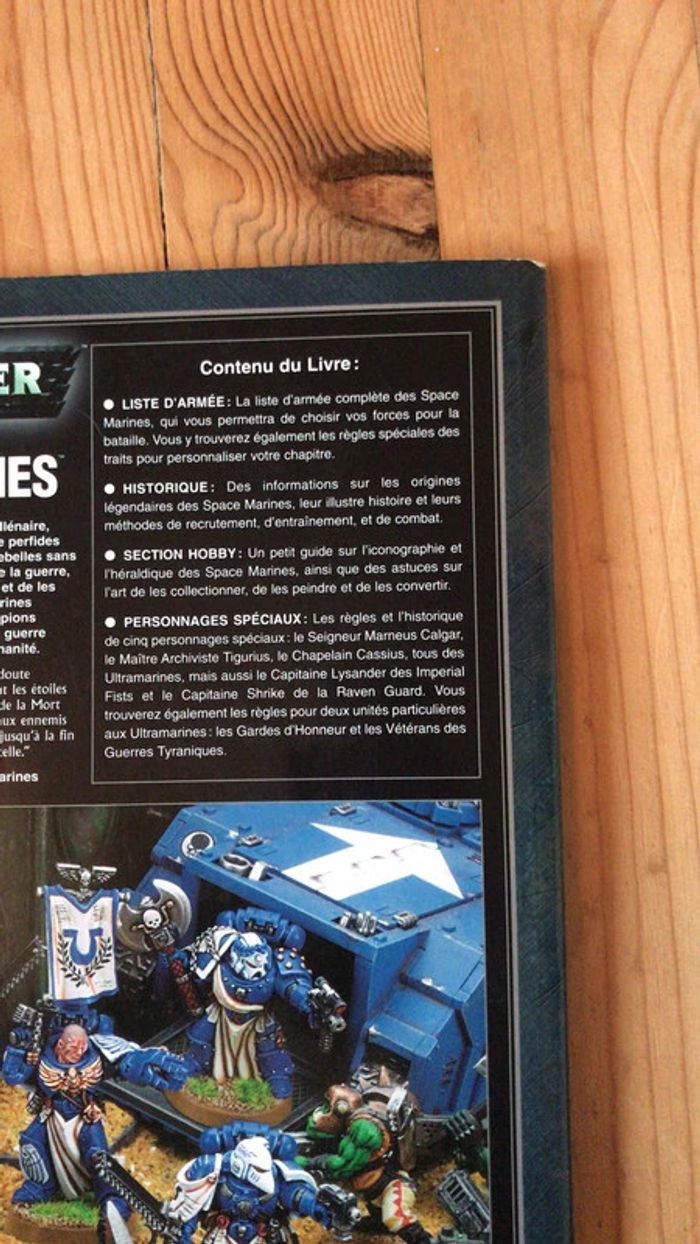 ER
Contenu du Livre :
● LISTE D'ARMÉE : La liste d'armée complète des Space
Marines, qui vous permettra de choisir vos forces pour la
bataille. Vous y trouverez également les règles spéciales des
traits pour personnaliser votre chapitre.
● HISTORIQUE : Des informations sur les origines
légendaires des Space Marines, leur illustre histoire et leurs
méthodes de recrutement, d'entraînement, et de combat.
● SECTION HOBBY : Un petit guide sur l'iconographie et
l'héraldique des Space Marines, ainsi que des astuces sur
l'art de les collectionner, de les peindre et de les convertir.
● PERSONNAGES SPÉCIAUX : Les règles et l'historique
de cinq personnages spéciaux : le Seigneur Marneus Calgar,
le Maître Archiviste Tigurius, le Chapelain Cassius, tous des
Ultramarines, mais aussi le Capitaine Lysander des Imperial
Fists et le Capitaine Shrike de la Raven Guard. Vous
trouverez également les règles pour deux unités particulières
aux Ultramarines : les Gardes d'Honneur et les Vétérans des
Guerres Tyraniques.
IES™
llénaire,
e perfides
ebelles sans
e la guerre,
et de les
rines
pions
guerre
nanité.
doute
t les étoiles
de la Mort
ux ennemis
jusqu'à la fin
elle."
arines